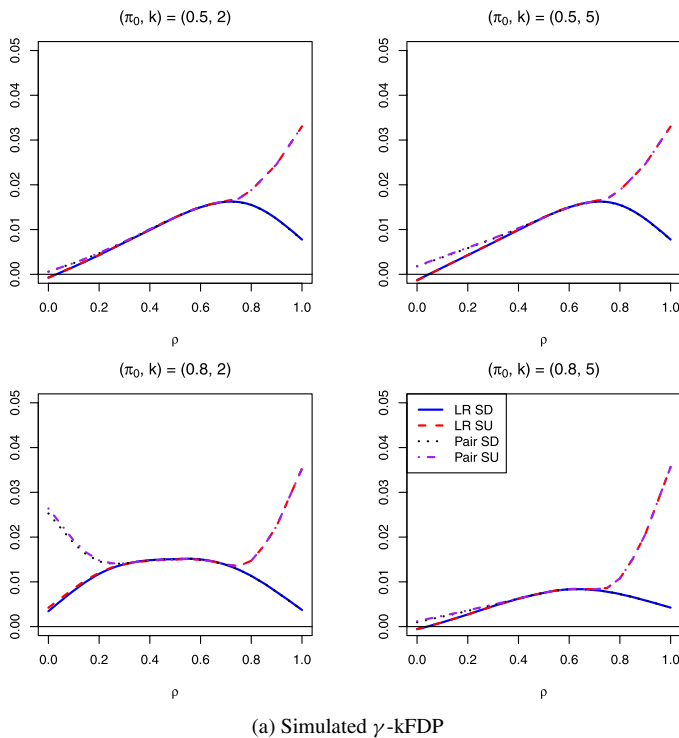 (π₀, k) = (0.5, 2)
0.00 0.01 0.02 0.03 0.04 0.05
0.0 0.2 0.4 0.6 0.8 1.0
ρ
(π₀, k) = (0.5, 5)
0.00 0.01 0.02 0.03 0.04 0.05
0.0 0.2 0.4 0.6 0.8 1.0
ρ
(π₀, k) = (0.8, 2)
0.00 0.01 0.02 0.03 0.04 0.05
0.0 0.2 0.4 0.6 0.8 1.0
ρ
(π₀, k) = (0.8, 5)
0.00 0.01 0.02 0.03 0.04 0.05
LR SD
LR SU
Pair SD
Pair SU
0.0 0.2 0.4 0.6 0.8 1.0
ρ
(a) Simulated γ-kFDP